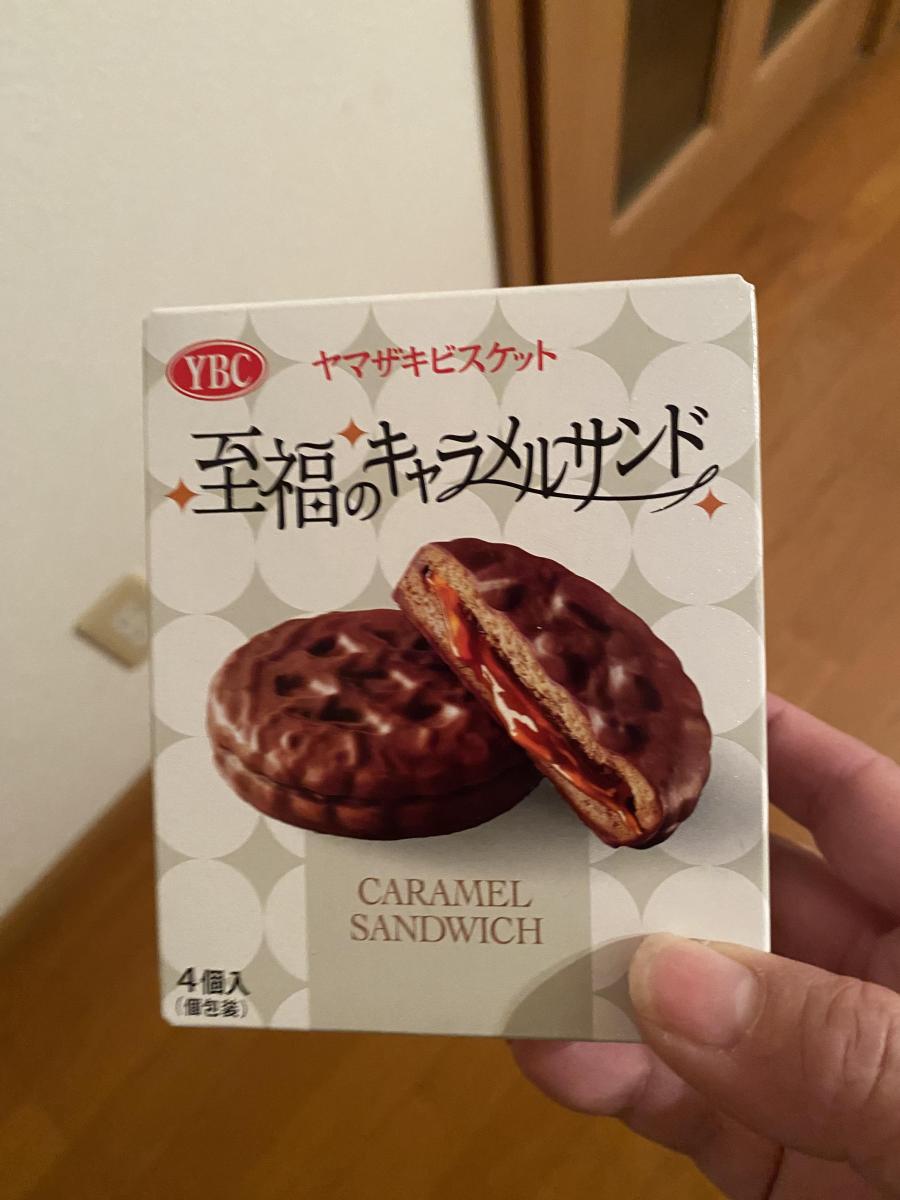 YBC
ヤマザキビスケット
至福のキャラメルサンド
CARAMEL
SANDWICH
4個入
(個包装)